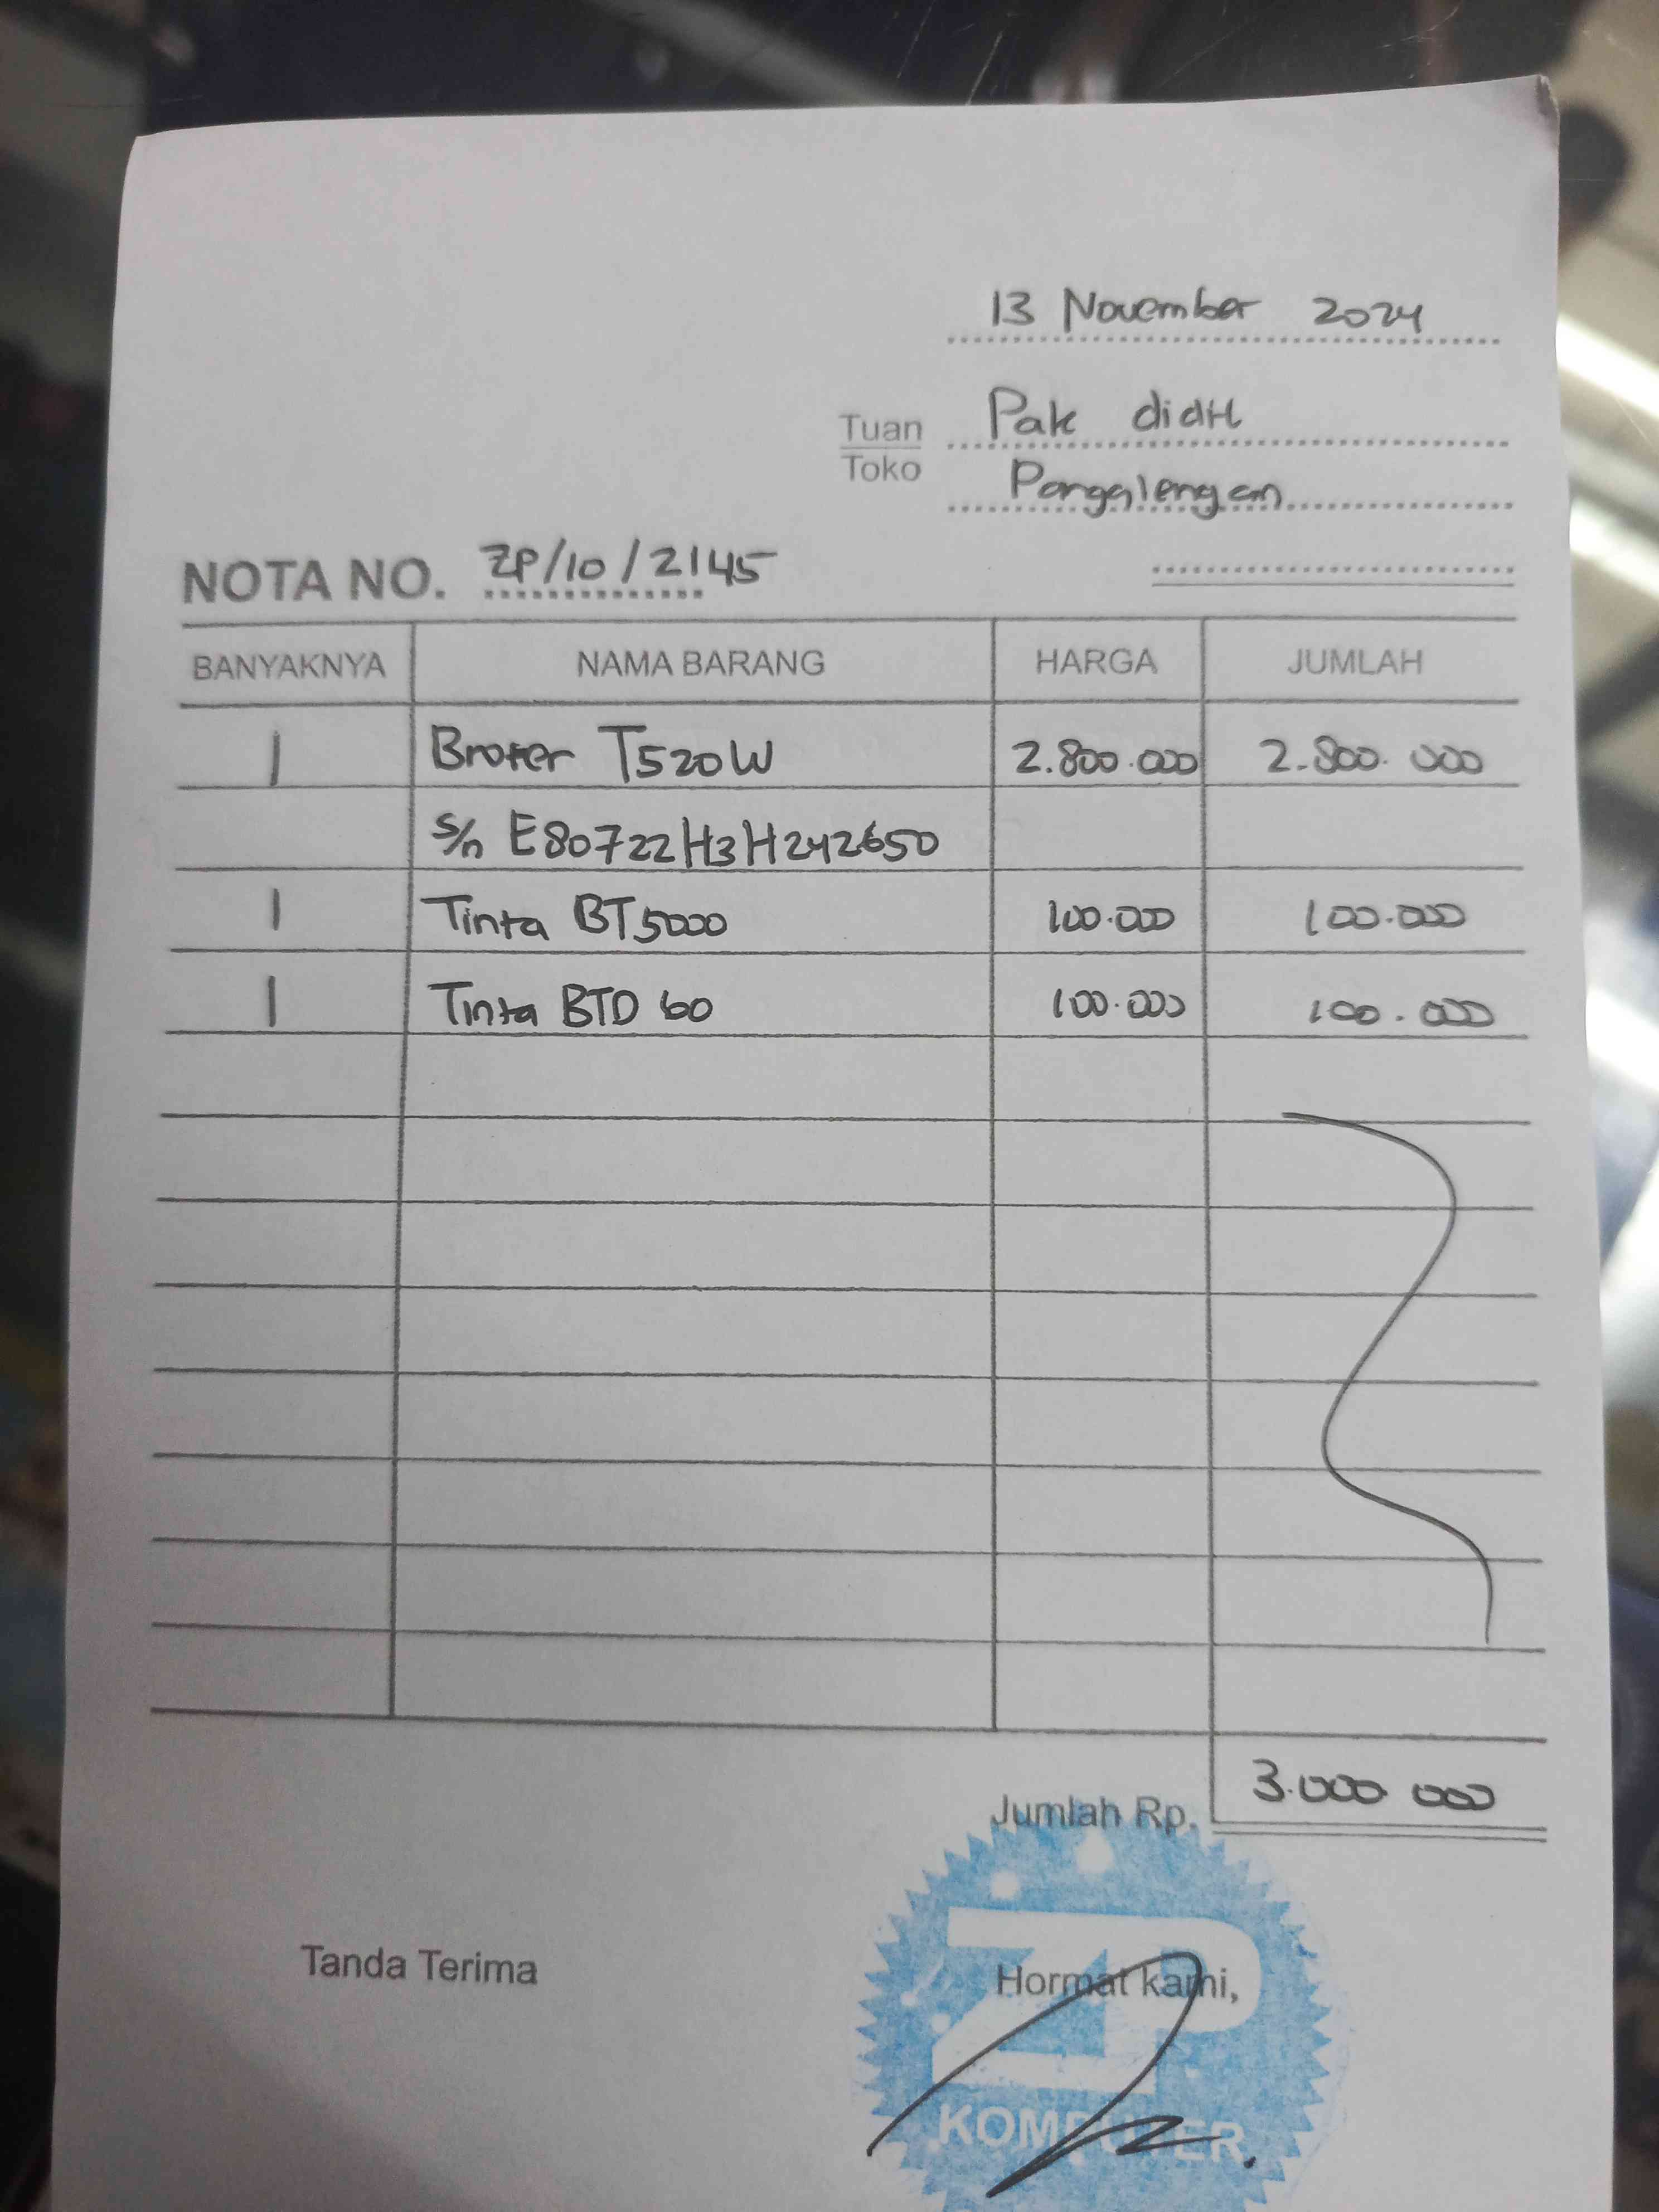 13 November 2024
Tuan Pak didit
Toko Pangalengan
NOTA NO. ZP/10/2145
BANYAKNYA NAMA BARANG HARGA JUMLAH
1 Broter T520W 2.800.000 2.800.000
S/n E80722H3H242650
1 Tinta BT5000 100.000 100.000
1 Tinta BTD 60 100.000 100.000
Jumlah Rp. 3.000 000
Tanda Terima Hormat kami,
ZP
KOMPUTER